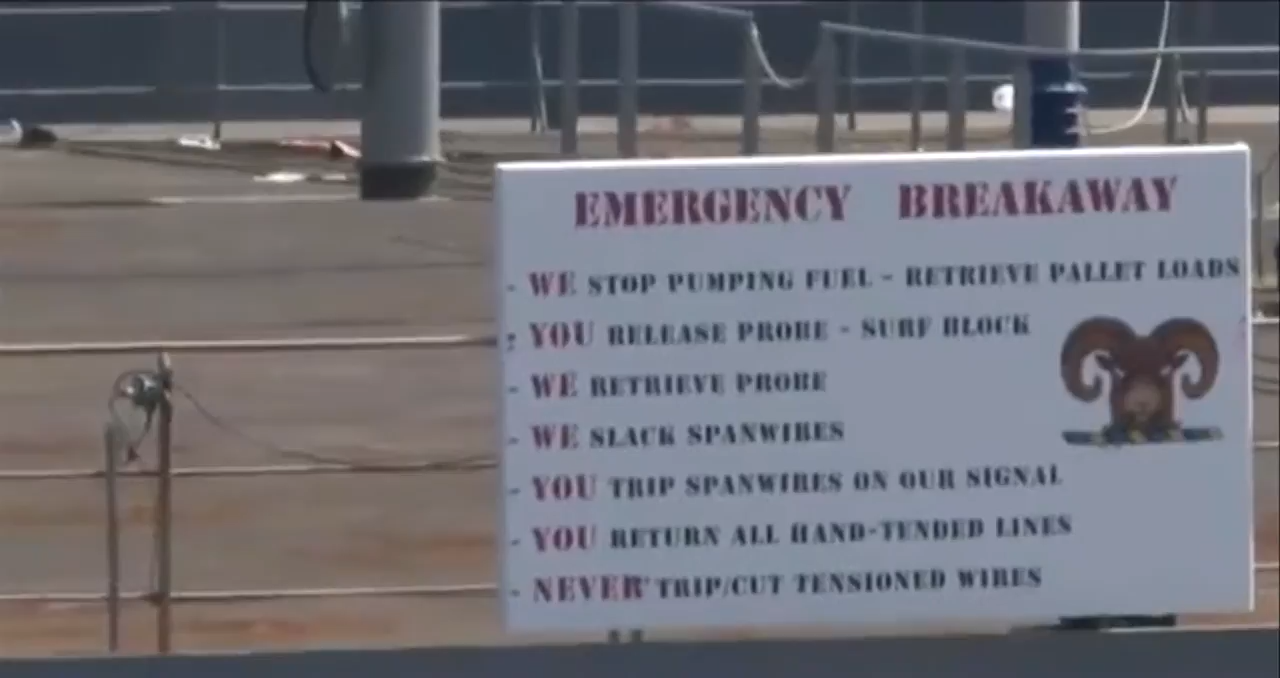 EMERGENCY BREAKAWAY
- WE STOP PUMPING FUEL - RETRIEVE PALLET LOADS
- YOU RELEASE PROBE - SURF BLOCK
- WE RETRIEVE PROBE
- WE SLACK SPANWIRES
- YOU TRIP SPANWIRES ON OUR SIGNAL
- YOU RETURN ALL HAND-TENDED LINES
- NEVER TRIP/CUT TENSIONED WIRES